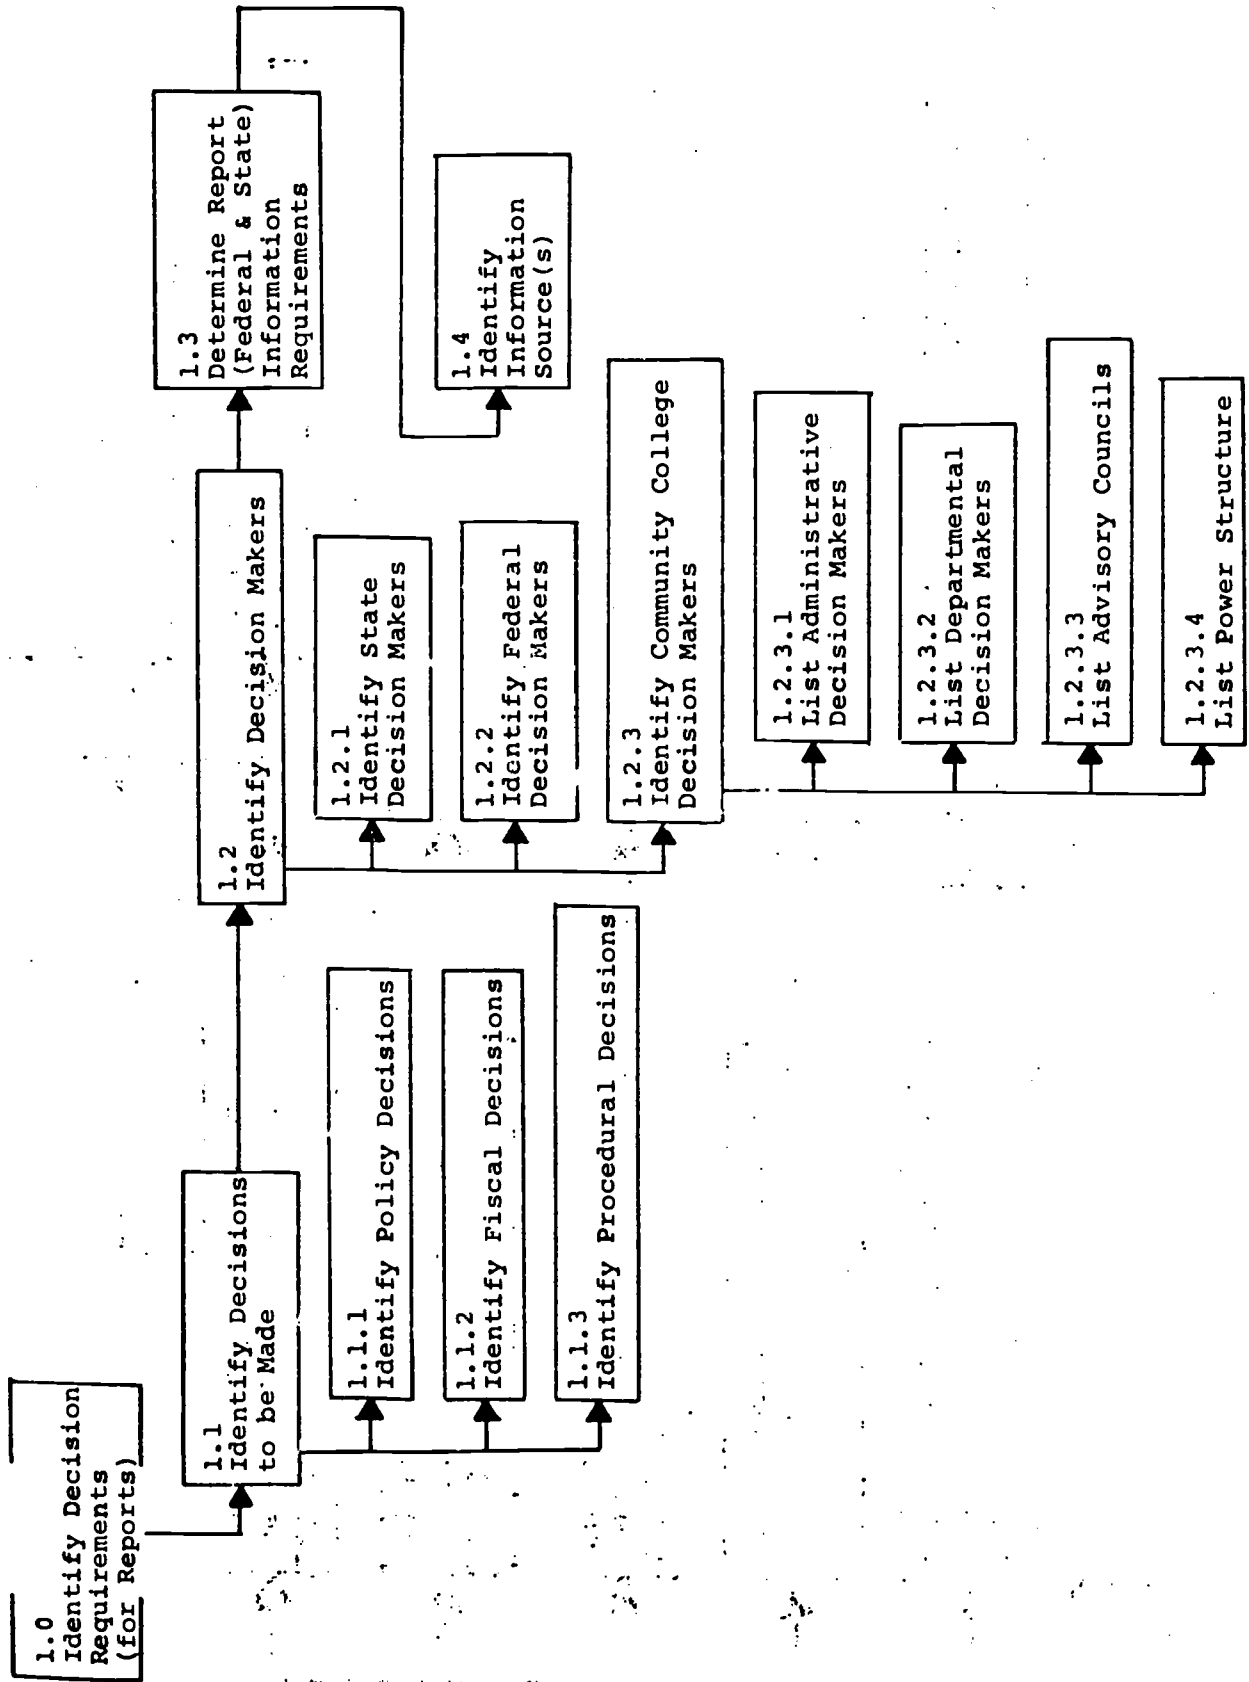 1.0
Identify Decision
Requirements
(for Reports)
1.1
Identify Decisions
to be Made
1.1.1
Identify Policy Decisions
1.1.2
Identify Fiscal Decisions
1.1.3
Identify Procedural Decisions
1.2
Identify Decision Makers
1.2.1
Identify State
Decision Makers
1.2.2
Identify Federal
Decision Makers
1.2.3
Identify Community College
Decision Makers
1.2.3.1
List Administrative
Decision Makers
1.2.3.2
List Departmental
Decision Makers
1.2.3.3
List Advisory Councils
1.2.3.4
List Power Structure
1.3
Determine Report
(Federal & State)
Information
Requirements
1.4
Identify
Information
Source(s)